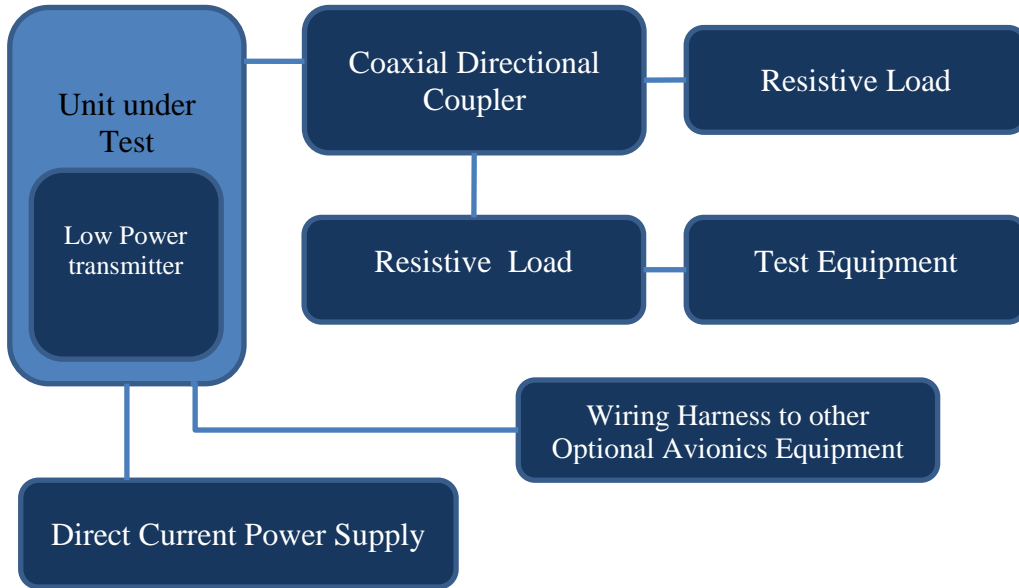 Unit under
Test
Low Power
transmitter
Coaxial Directional
Coupler
Resistive Load
Resistive Load
Test Equipment
Wiring Harness to other
Optional Avionics Equipment
Direct Current Power Supply